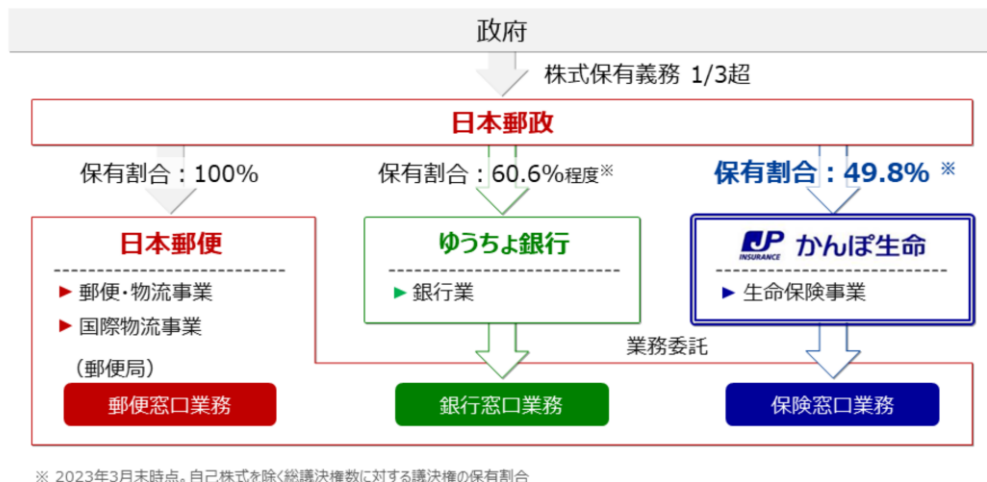 政府
株式保有義務 1/3超
日本郵政
保有割合：100%
保有割合：60.6%程度※
保有割合：49.8% ※
日本郵便
▶ 郵便・物流事業
▶ 国際物流事業
（郵便局）
郵便窓口業務
ゆうちょ銀行
▶ 銀行業
JP INSURANCE かんぽ生命
▶ 生命保険事業
業務委託
銀行窓口業務
保険窓口業務
※ 2023年3月末時点。自己株式を除く総議決権数に対する議決権の保有割合